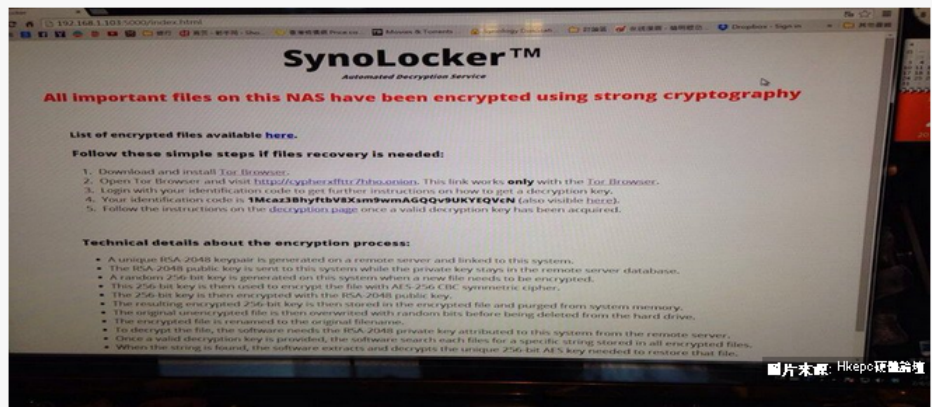 192.168.1.103:5000/index.html
Movies & Torrents
Dropbox - Sign in
SynoLocker™
Automated Decryption Service
All important files on this NAS have been encrypted using strong cryptography
List of encrypted files available here.
Follow these simple steps if files recovery is needed:
1. Download and install Tor Browser.
2. Open Tor Browser and visit http://cypherxffttr7hho.onion. This link works only with the Tor Browser.
3. Login with your identification code to get further instructions on how to get a decryption key.
4. Your identification code is 1Mcaz3BhyftbV8Xsm9wmAGQQv9UKYEQVcN (also visible here).
5. Follow the instructions on the decryption page once a valid decryption key has been acquired.
Technical details about the encryption process:
• A unique RSA-2048 keypair is generated on a remote server and linked to this system.
• The RSA-2048 public key is sent to this system while the private key stays in the remote server database.
• A random 256-bit key is generated on this system when a new file needs to be encrypted.
• This 256-bit key is then used to encrypt the file with AES-256 CBC symmetric cipher.
• The 256-bit key is then encrypted with the RSA-2048 public key.
• The resulting encrypted 256-bit key is then stored in the encrypted file and purged from system memory.
• The original unencrypted file is then overwritten with random bits before being deleted from the hard drive.
• The encrypted file is renamed to the original filename.
• To decrypt the file, the software needs the RSA-2048 private key attributed to this system from the remote server.
• Once a valid decryption key is provided, the software search each files for a specific string stored in all encrypted files.
• When the string is found, the software extracts and decrypts the unique 256-bit AES key needed to restore that file.
圖片来源: Hkepc硬體論壇